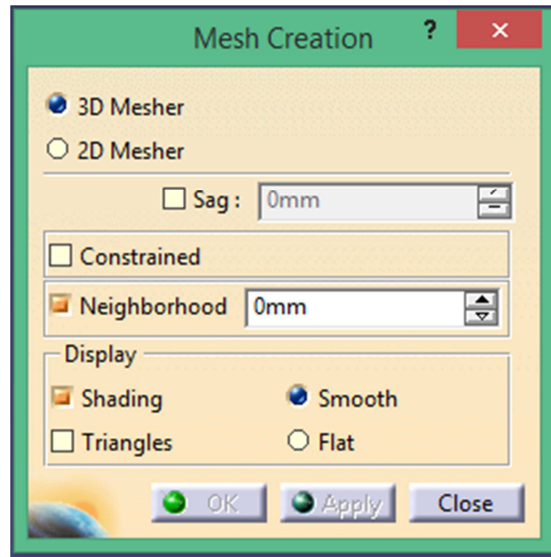 Mesh Creation ? ×
3D Mesher
2D Mesher
Sag : 0mm
Constrained
Neighborhood 0mm
Display
Shading Smooth
Triangles Flat
OK Apply Close